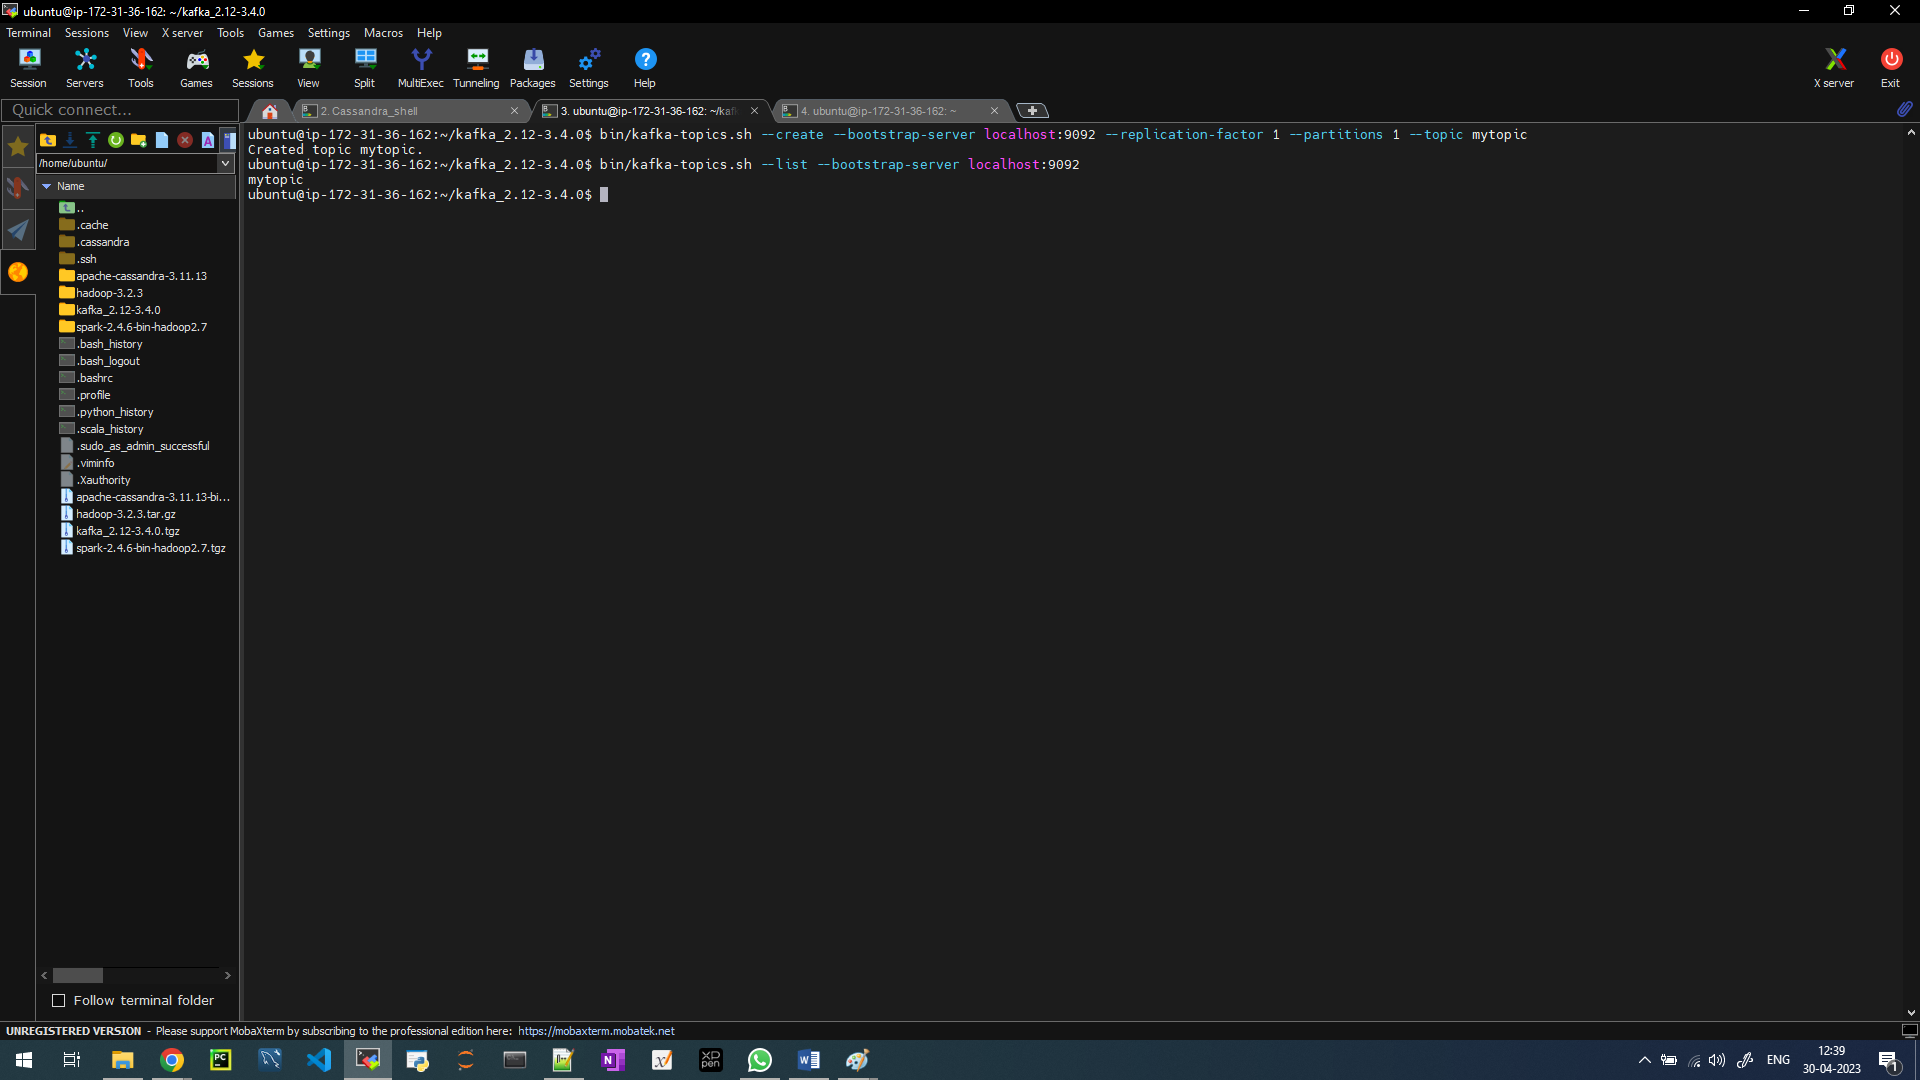 ubuntu@ip-172-31-36-162: ~/kafka_2.12-3.4.0
Terminal Sessions View X server Tools Games Settings Macros Help
Session Servers Tools Games Sessions View Split MultiExec Tunneling Packages Settings Help X server Exit
Quick connect...
2. Cassandra_shell
3. ubuntu@ip-172-31-36-162: ~/kaf
4. ubuntu@ip-172-31-36-162: ~
/home/ubuntu/
Name
..
.cache
.cassandra
.ssh
apache-cassandra-3.11.13
hadoop-3.2.3
kafka_2.12-3.4.0
spark-2.4.6-bin-hadoop2.7
.bash_history
.bash_logout
.bashrc
.profile
.python_history
.scala_history
.sudo_as_admin_successful
.viminfo
.Xauthority
apache-cassandra-3.11.13-bi...
hadoop-3.2.3.tar.gz
kafka_2.12-3.4.0.tgz
spark-2.4.6-bin-hadoop2.7.tgz
Follow terminal folder
ubuntu@ip-172-31-36-162:~/kafka_2.12-3.4.0$ bin/kafka-topics.sh --create --bootstrap-server localhost:9092 --replication-factor 1 --partitions 1 --topic mytopic
Created topic mytopic.
ubuntu@ip-172-31-36-162:~/kafka_2.12-3.4.0$ bin/kafka-topics.sh --list --bootstrap-server localhost:9092
mytopic
ubuntu@ip-172-31-36-162:~/kafka_2.12-3.4.0$
UNREGISTERED VERSION - Please support MobaXterm by subscribing to the professional edition here: https://mobaxterm.mobatek.net
PC
XP pen
ENG
12:39
30-04-2023
1